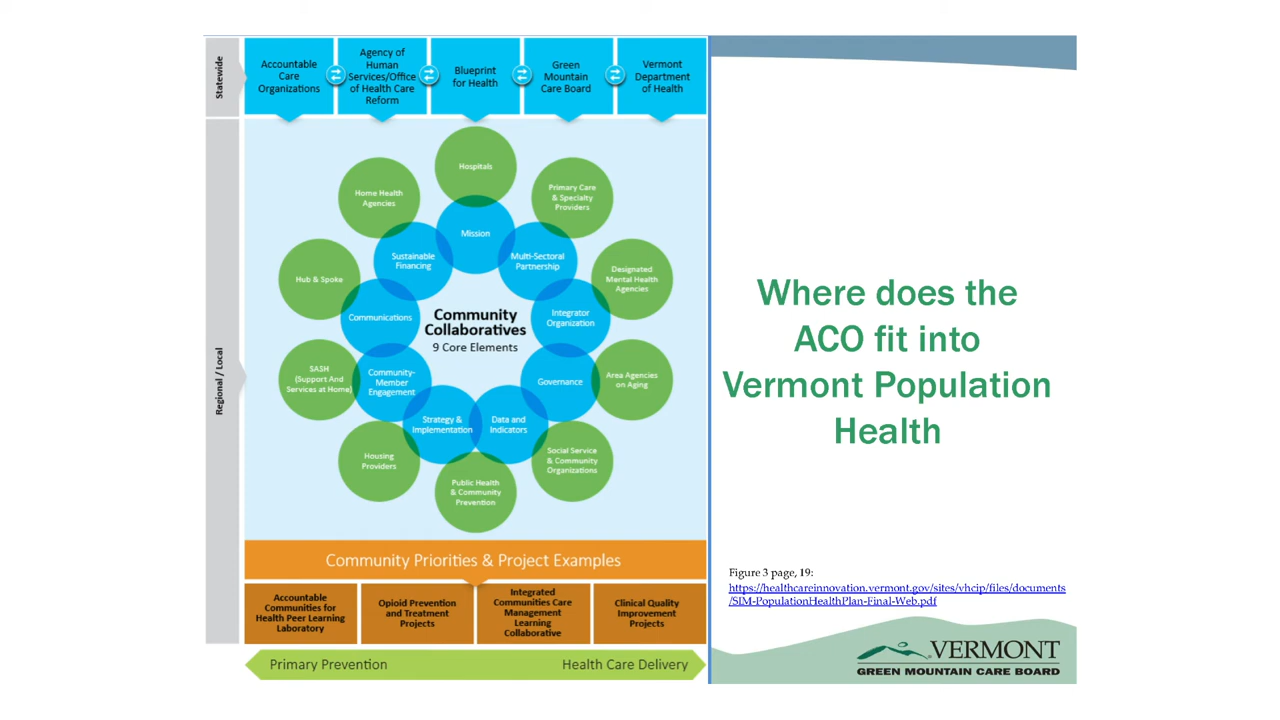 Statewide
Accountable
Care
Organizations
Agency of
Human
Services/Office
of Health Care
Reform
Blueprint
for Health
Green
Mountain
Care Board
Vermont
Department
of Health
Regional / Local
Hospitals
Primary Care
& Specialty
Providers
Designated
Mental Health
Agencies
Area Agencies
on Aging
Social Service
& Community
Organizations
Public Health
& Community
Prevention
Housing
Providers
SASH
(Support And
Services at Home)
Hub & Spoke
Home Health
Agencies
Mission
Multi-Sectoral
Partnership
Integrator
Organization
Governance
Data and
Indicators
Strategy &
Implementation
Community-
Member
Engagement
Communications
Sustainable
Financing
Community
Collaboratives
9 Core Elements
Community Priorities & Project Examples
Accountable
Communities for
Health Peer Learning
Laboratory
Opioid Prevention
and Treatment
Projects
Integrated
Communities Care
Management
Learning
Collaborative
Clinical Quality
Improvement
Projects
Primary Prevention
Health Care Delivery
Where does the
ACO fit into
Vermont Population
Health
Figure 3 page, 19:
https://healthcareinnovation.vermont.gov/sites/vhcip/files/documents
/SIM-PopulationHealthPlan-Final-Web.pdf
VERMONT
GREEN MOUNTAIN CARE BOARD